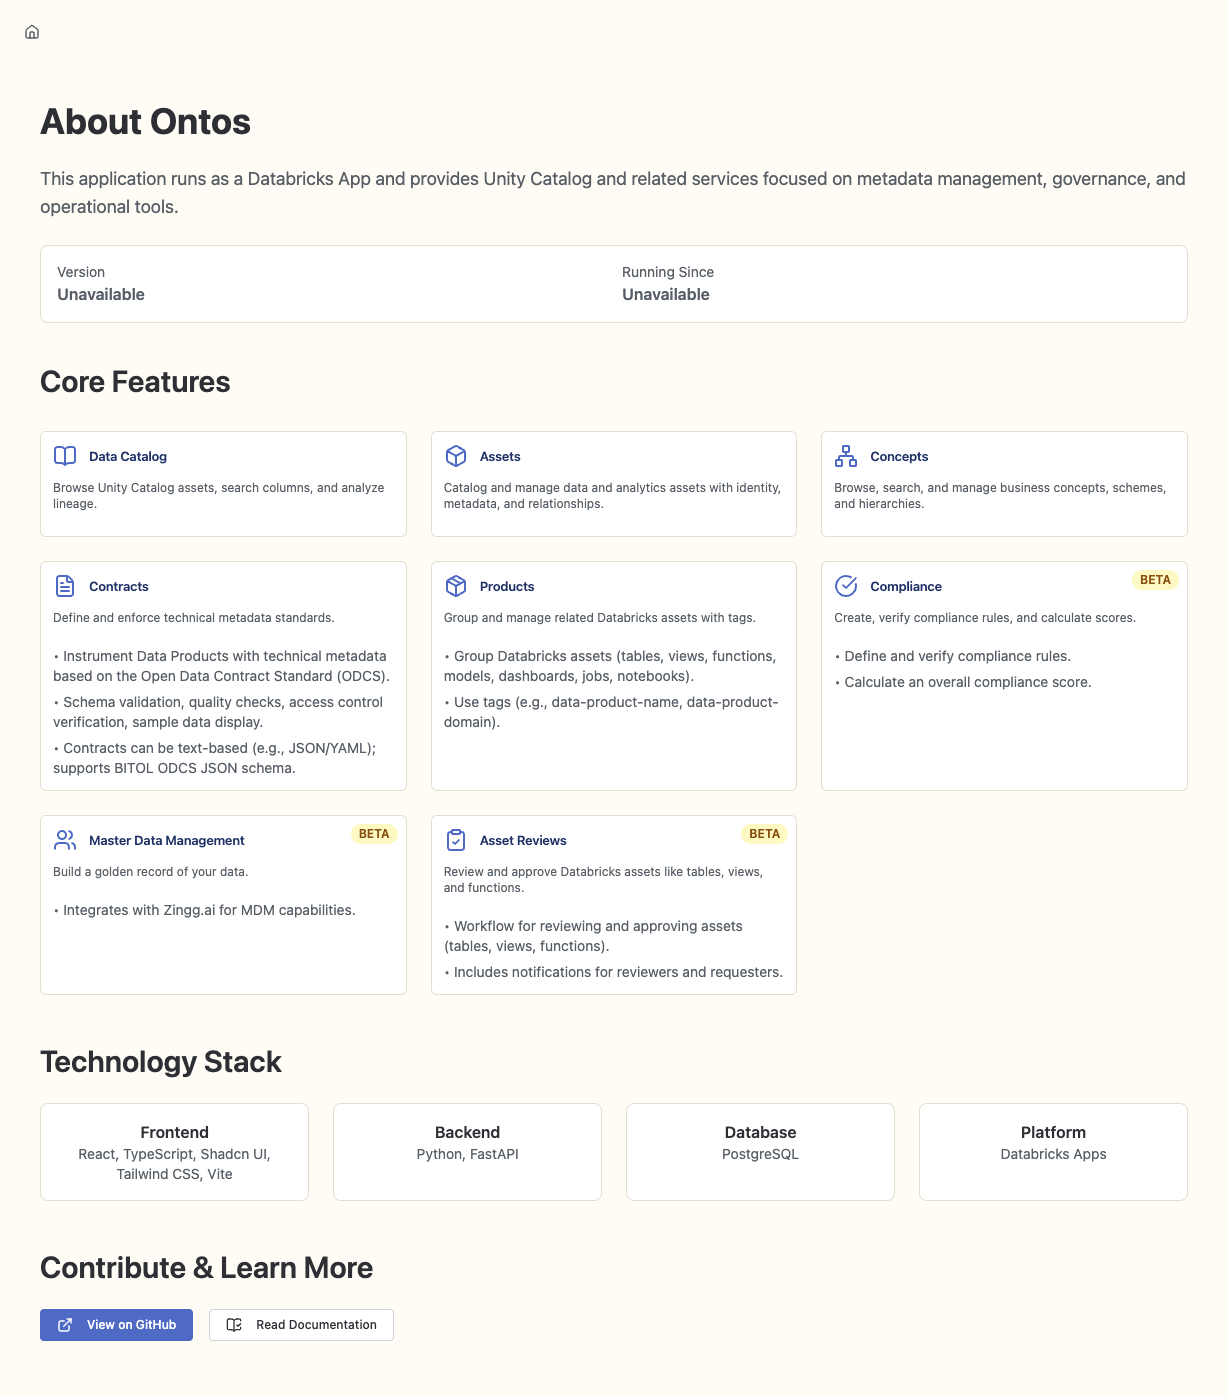 About Ontos
This application runs as a Databricks App and provides Unity Catalog and related services focused on metadata management, governance, and
operational tools.
Version
Unavailable
Running Since
Unavailable
Core Features
Data Catalog
Browse Unity Catalog assets, search columns, and analyze
lineage.
Assets
Catalog and manage data and analytics assets with identity,
metadata, and relationships.
Concepts
Browse, search, and manage business concepts, schemes,
and hierarchies.
Contracts
Define and enforce technical metadata standards.
• Instrument Data Products with technical metadata
based on the Open Data Contract Standard (ODCS).
• Schema validation, quality checks, access control
verification, sample data display.
• Contracts can be text-based (e.g., JSON/YAML);
supports BITOL ODCS JSON schema.
Products
Group and manage related Databricks assets with tags.
• Group Databricks assets (tables, views, functions,
models, dashboards, jobs, notebooks).
• Use tags (e.g., data-product-name, data-product-
domain).
Compliance
BETA
Create, verify compliance rules, and calculate scores.
• Define and verify compliance rules.
• Calculate an overall compliance score.
Master Data Management
BETA
Build a golden record of your data.
• Integrates with Zingg.ai for MDM capabilities.
Asset Reviews
BETA
Review and approve Databricks assets like tables, views,
and functions.
• Workflow for reviewing and approving assets
(tables, views, functions).
• Includes notifications for reviewers and requesters.
Technology Stack
Frontend
React, TypeScript, Shadcn UI,
Tailwind CSS, Vite
Backend
Python, FastAPI
Database
PostgreSQL
Platform
Databricks Apps
Contribute & Learn More
View on GitHub
Read Documentation